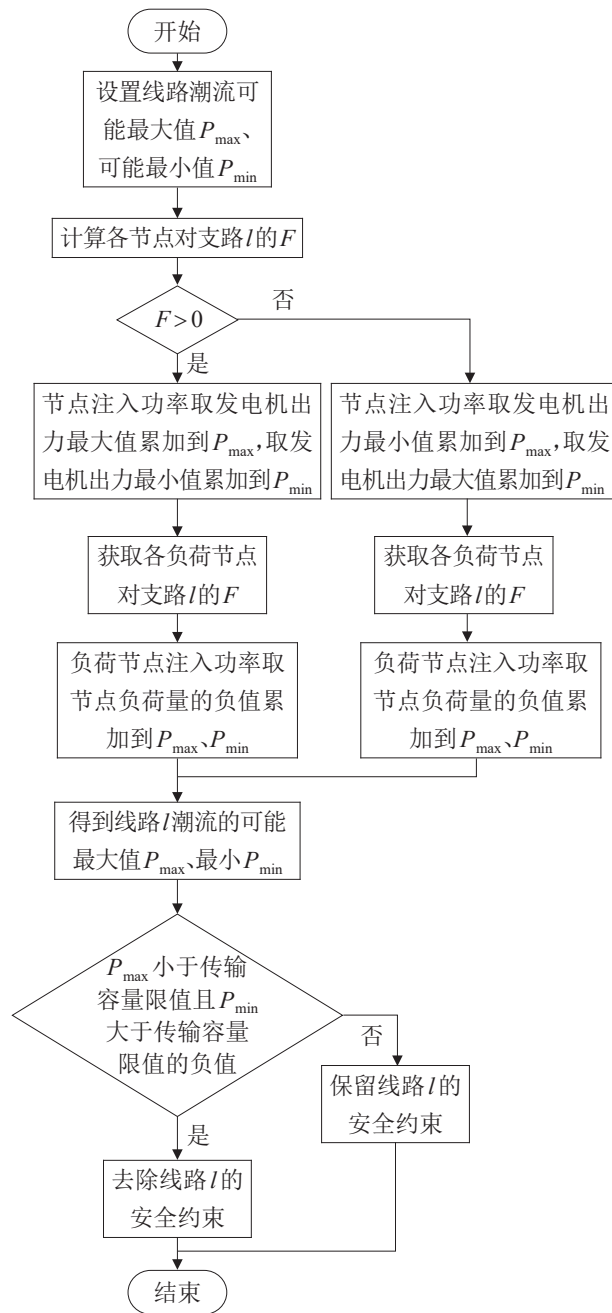 开始
设置线路潮流可
能最大值P_max、
可能最小值P_min
计算各节点对支路l的F
F>0
否
是
节点注入功率取发电机出
力最大值累加到P_max,取发
电机出力最小值累加到P_min
节点注入功率取发电机出
力最小值累加到P_max,取发
电机出力最大值累加到P_min
获取各负荷节点
对支路l的F
获取各负荷节点
对支路l的F
负荷节点注入功率取
节点负荷量的负值累
加到P_max、P_min
负荷节点注入功率取
节点负荷量的负值累
加到P_max、P_min
得到线路l潮流的可能
最大值P_max、最小P_min
P_max小于传输
容量限值且P_min
大于传输容量
限值的负值
否
保留线路l的
安全约束
是
去除线路l的
安全约束
结束